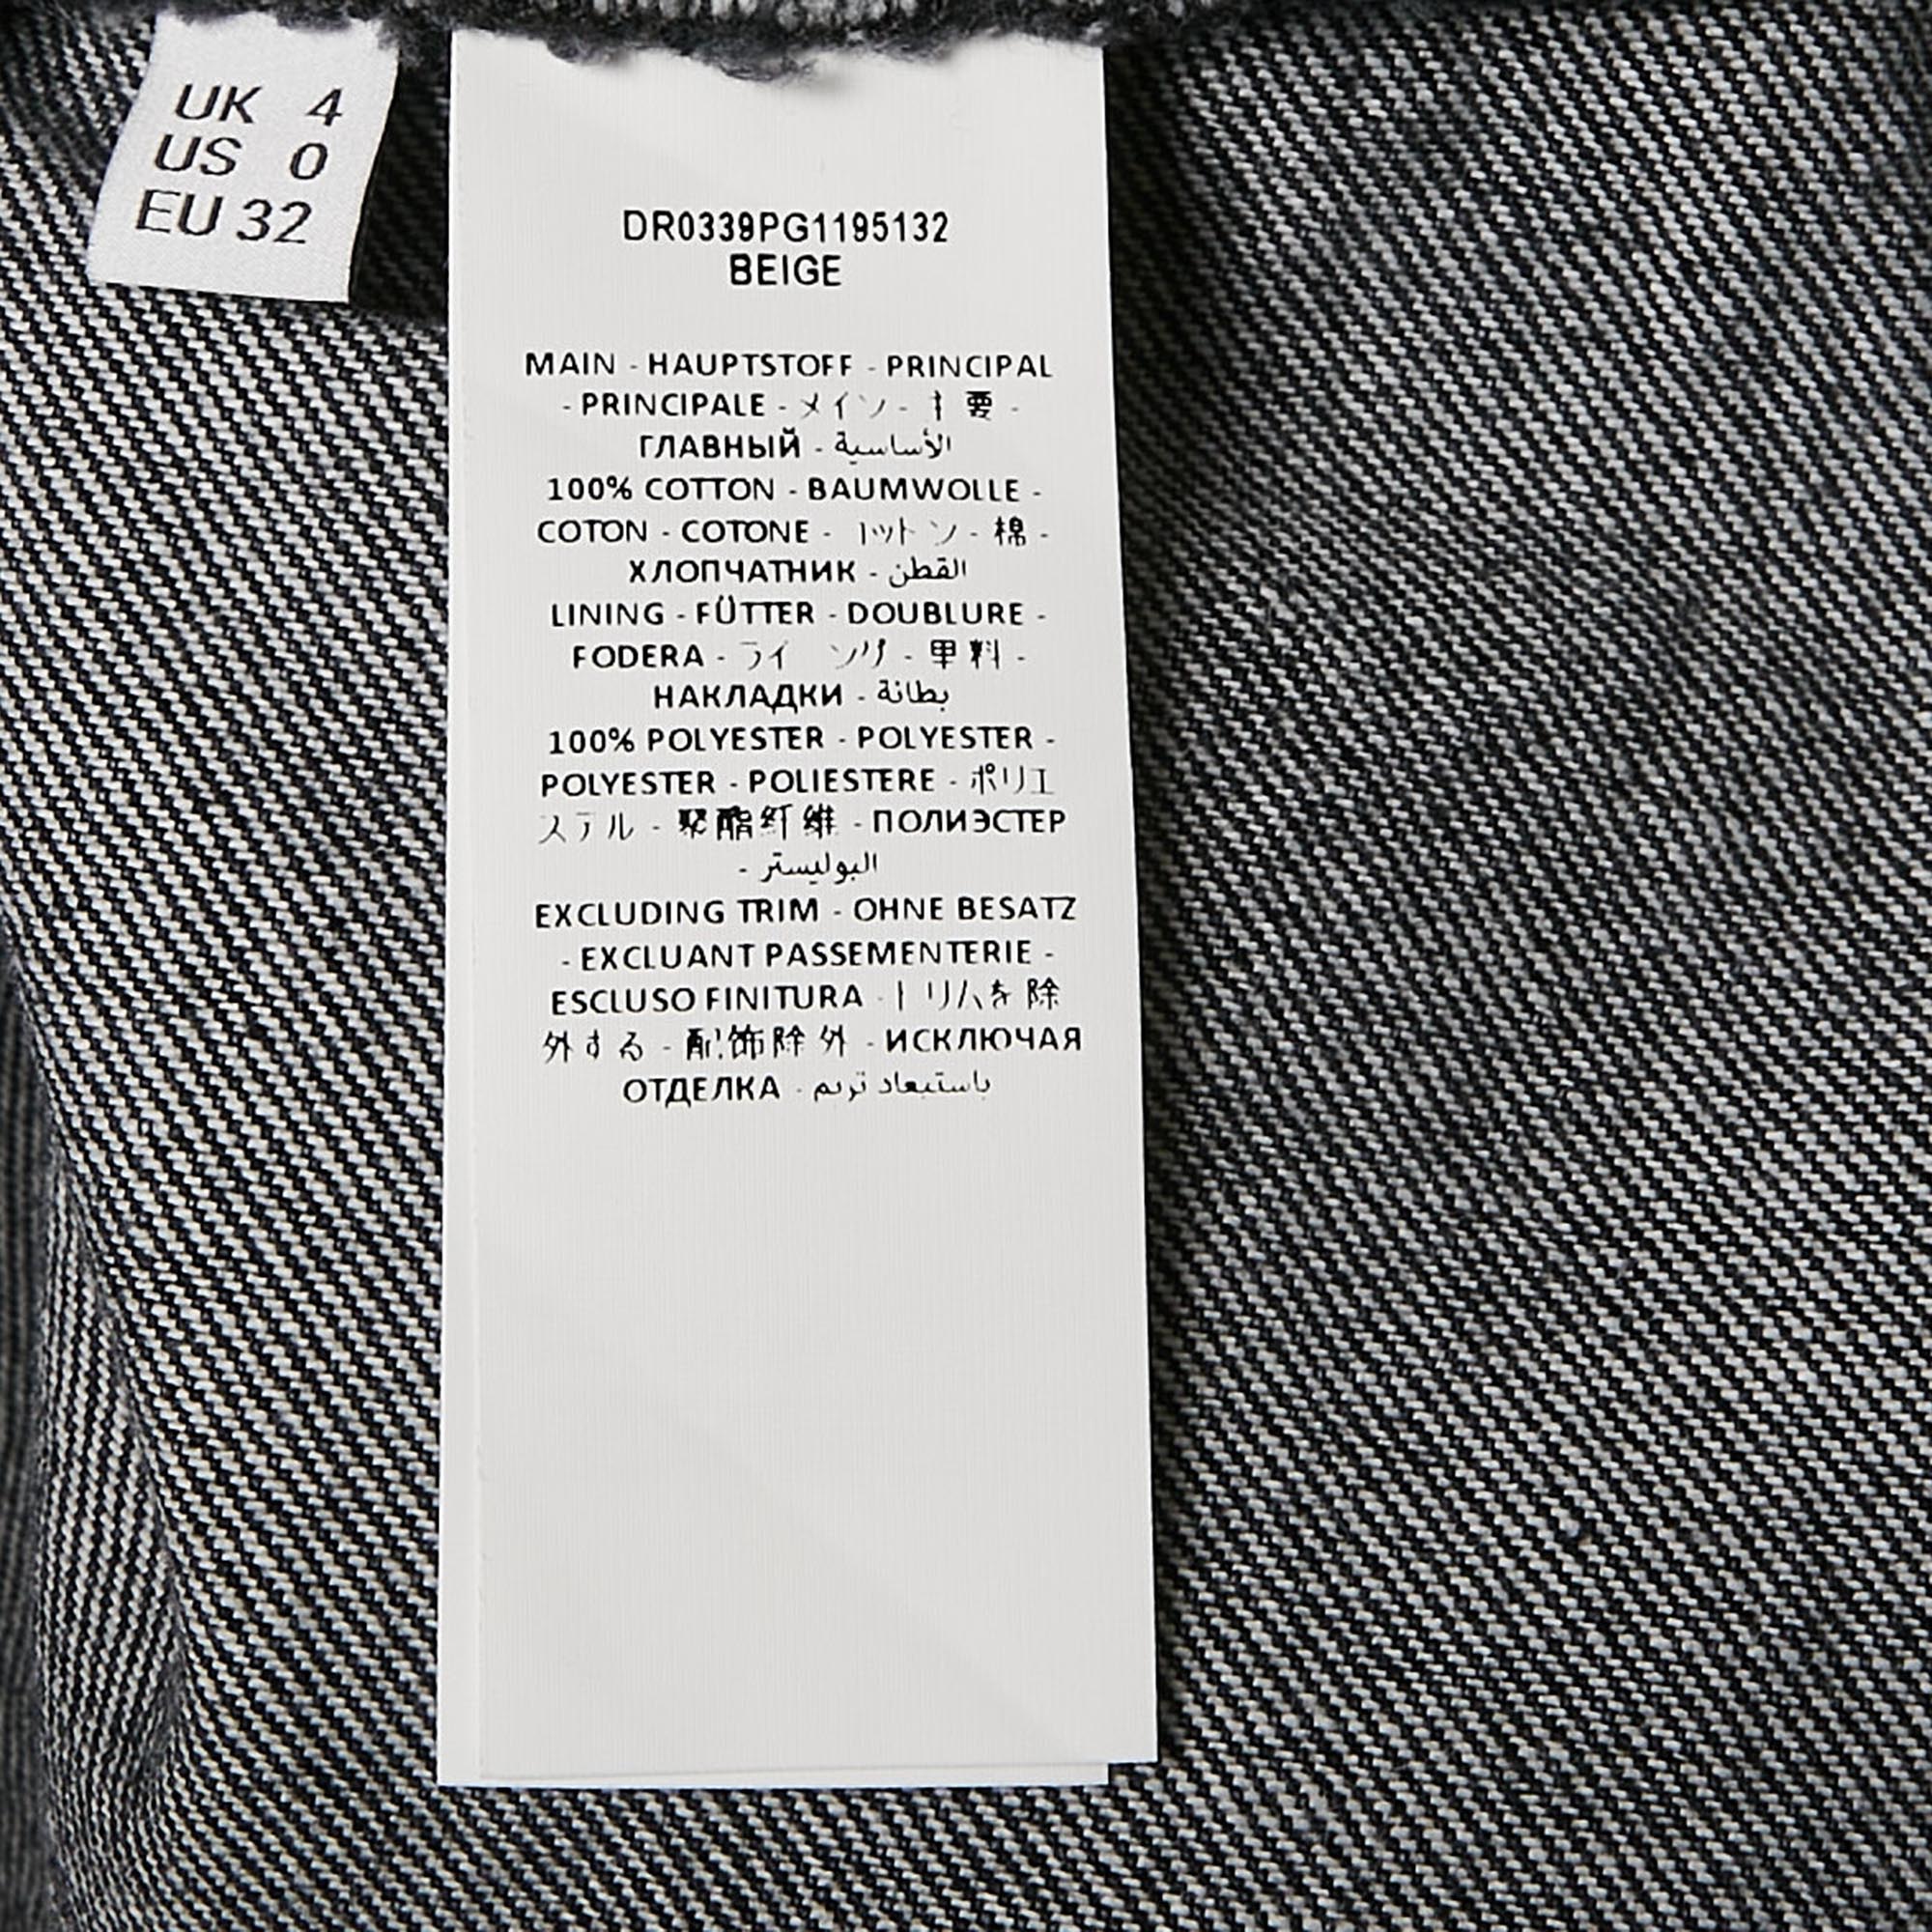 UK 4
US 0
EU 32
DR0339PG1195132
BEIGE
MAIN - HAUPTSTOFF - PRINCIPAL
- PRINCIPALE - メイン - 主要 -
ГЛАВНЫЙ - الأساسية
100% COTTON - BAUMWOLLE -
COTON - COTONE - コットン - 棉 -
ХЛОПЧАТНИК - القطن
LINING - FÜTTER - DOUBLURE -
FODERA - ライ ング - 里料 -
НАКЛАДКИ - بطانة
100% POLYESTER - POLYESTER -
POLYESTER - POLIESTERE - ポリエ
ステル - 聚酯纤维 - ПОЛИЭСТЕР
- البوليستر
EXCLUDING TRIM - OHNE BESATZ
- EXCLUANT PASSEMENTERIE -
ESCLUSO FINITURA - トリムを除
外する - 配饰除外 - ИСКЛЮЧАЯ
ОТДЕЛКА - باستبعاد تريم